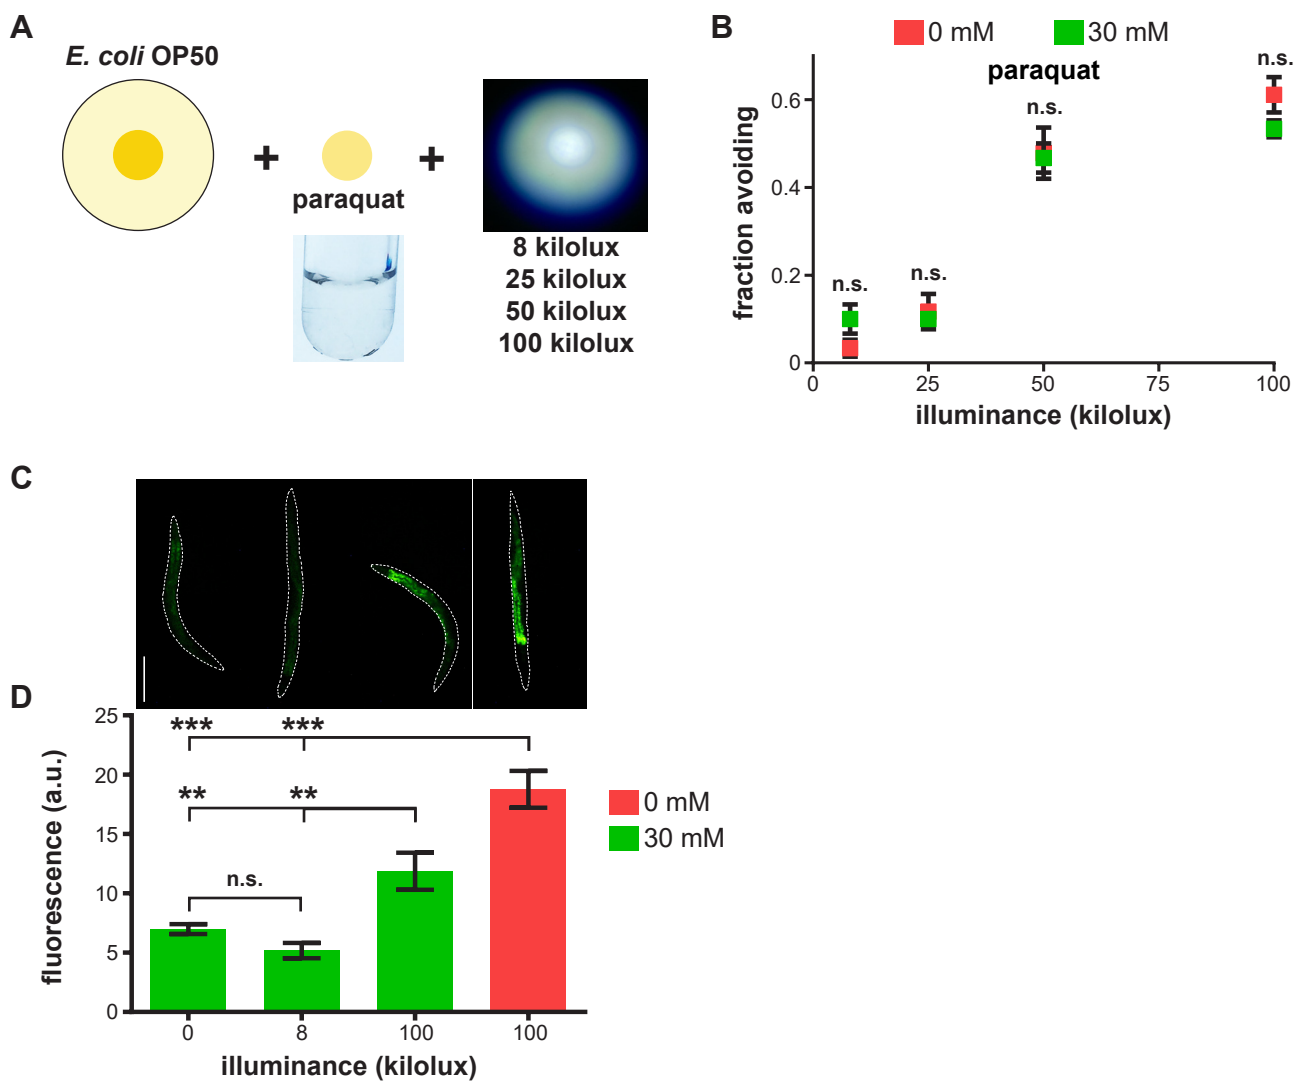 A
E. coli OP50
+
+
paraquat
8 kilolux
25 kilolux
50 kilolux
100 kilolux
B
0 mM
30 mM
paraquat
n.s.
n.s.
n.s.
n.s.
0.6
0.4
0.2
0
fraction avoiding
0
25
50
75
100
illuminance (kilolux)
C
D
25
20
15
10
5
0
fluorescence (a.u.)
*** ***
** **
n.s.
0 mM
30 mM
0
8
100
100
illuminance (kilolux)